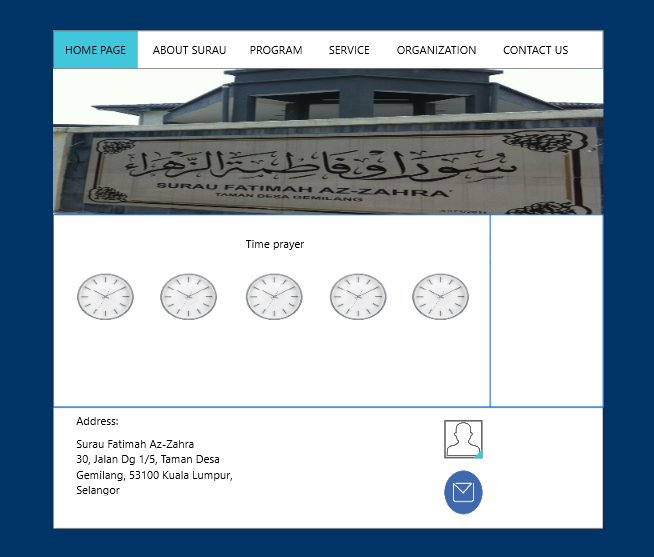 HOME PAGE ABOUT SURAU PROGRAM SERVICE ORGANIZATION CONTACT US
سوراو فاطمة الزهراء
SURAU FATIMAH AZ-ZAHRA'
TAMAN DESA GEMILANG
Time prayer
Address:
Surau Fatimah Az-Zahra
30, Jalan Dg 1/5, Taman Desa
Gemilang, 53100 Kuala Lumpur,
Selangor